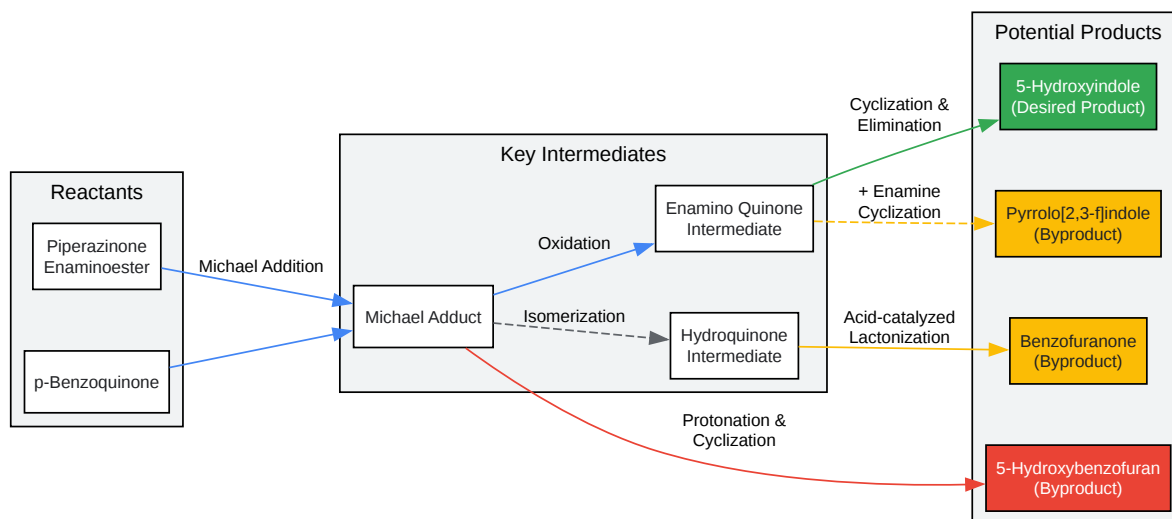 Reactants
Piperazinone
Enaminoester
p-Benzoquinone
Michael Addition
Key Intermediates
Michael Adduct
Oxidation
Isomerization
Enamino Quinone
Intermediate
Hydroquinone
Intermediate
Cyclization &
Elimination
+ Enamine
Cyclization
Acid-catalyzed
Lactonization
Protonation &
Cyclization
Potential Products
5-Hydroxyindole
(Desired Product)
Pyrrolo[2,3-f]indole
(Byproduct)
Benzofuranone
(Byproduct)
5-Hydroxybenzofuran
(Byproduct)